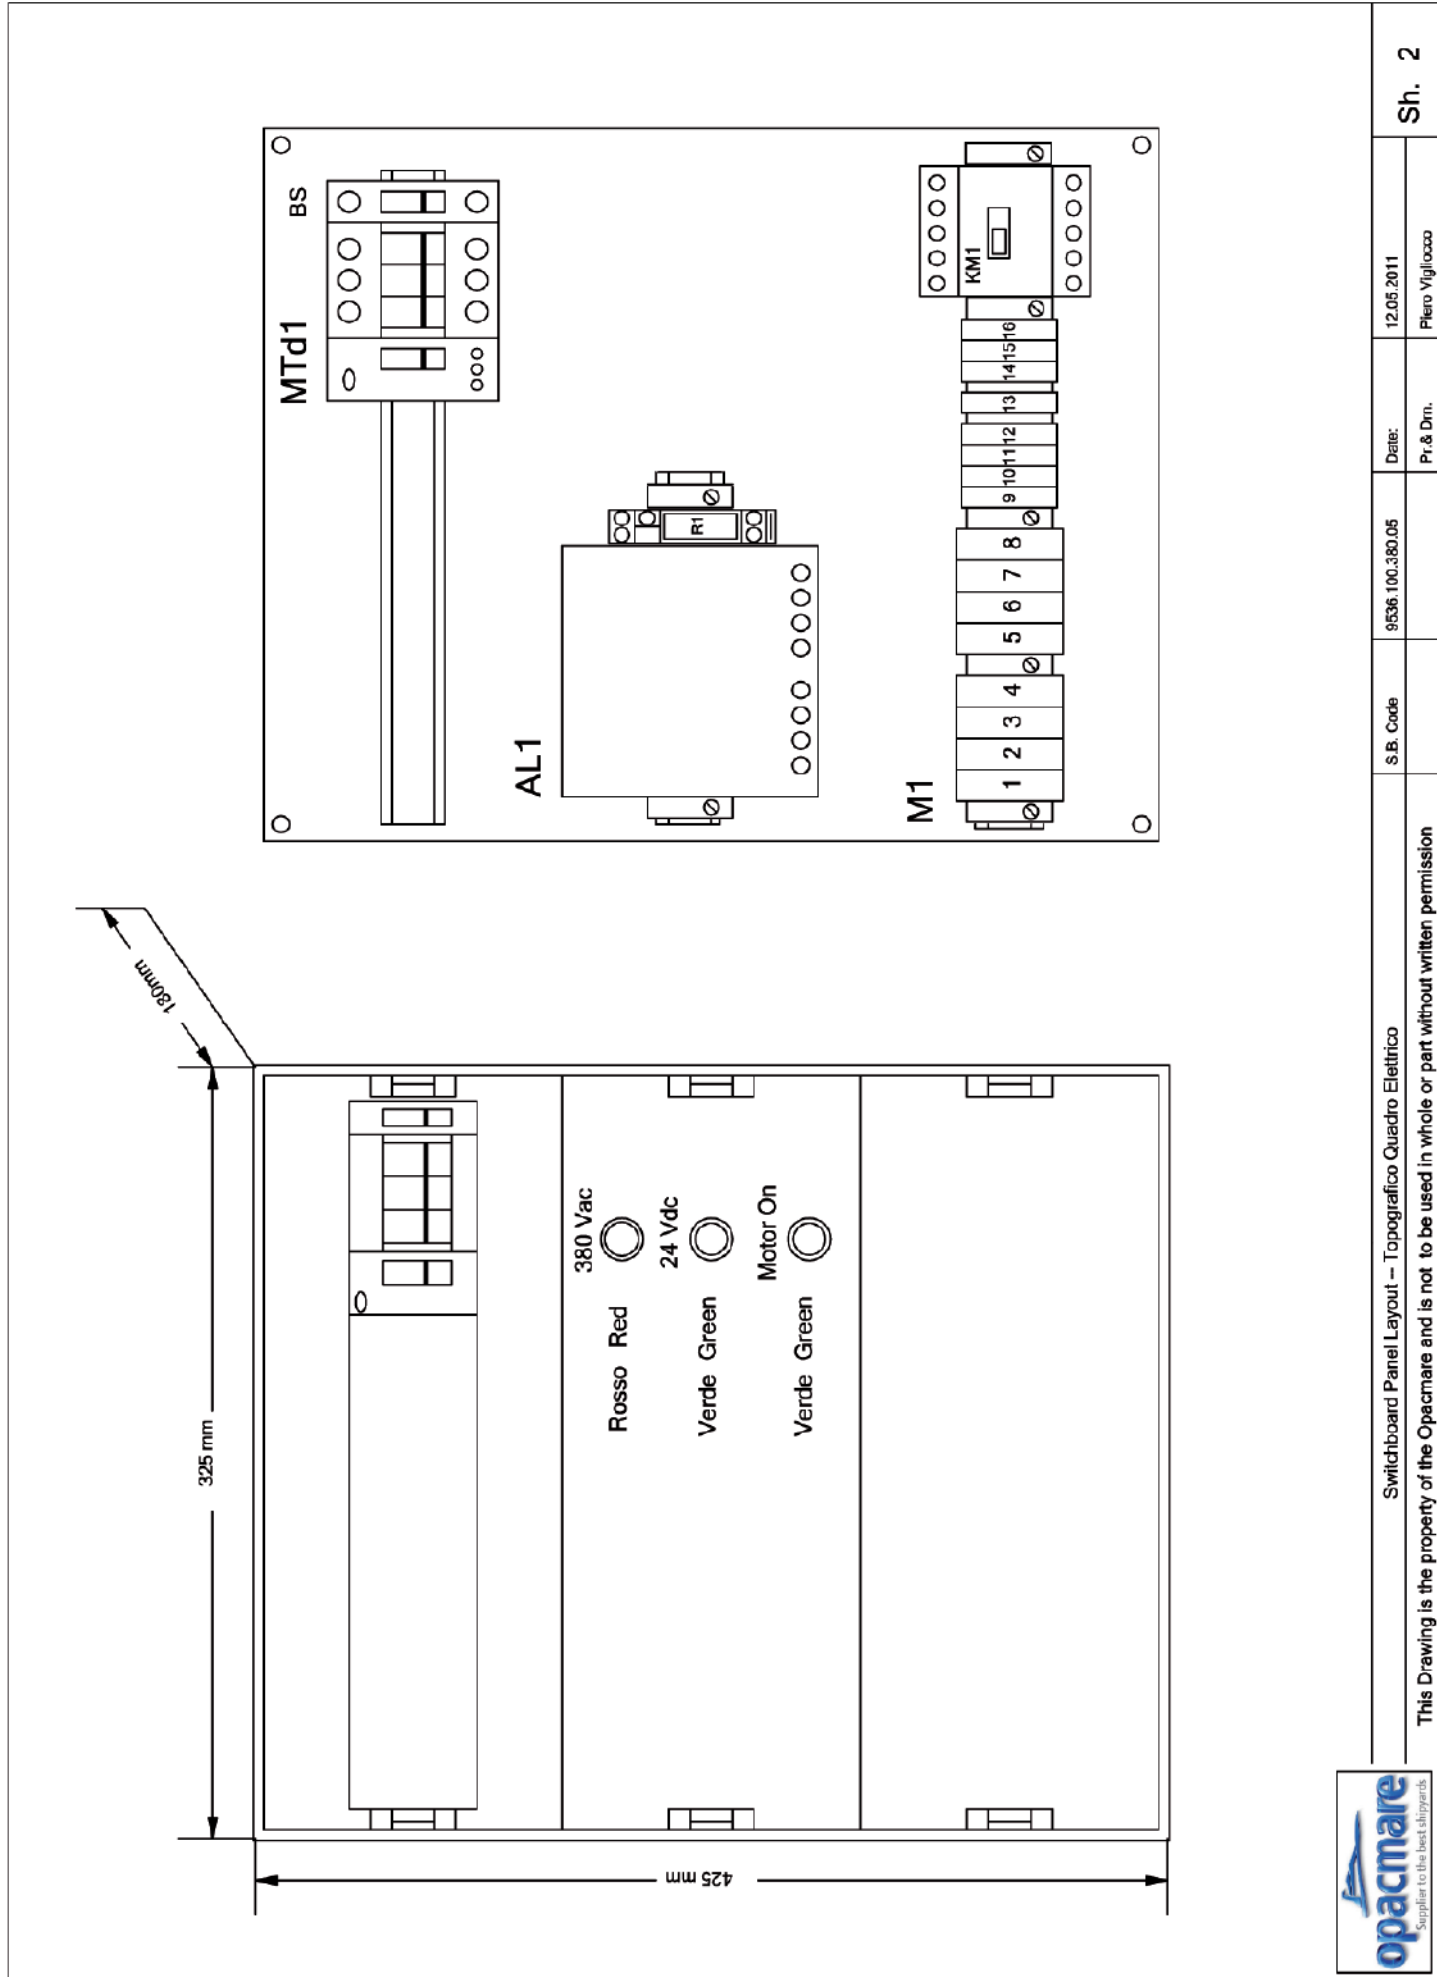 325 mm
180mm
425 mm
380 Vac
Rosso Red
24 Vdc
Verde Green
Motor On
Verde Green
MTd1
BS
AL1
R1
M1
1 2 3 4 5 6 7 8 9 10 11 12 13 14 15 16
KM1
opacmare
Supplier to the best shipyards
Switchboard Panel Layout – Topografico Quadro Elettrico
S.B. Code
9536.100.380.05
Date:
12.05.2011
Sh. 2
This Drawing is the property of the Opacmare and is not to be used in whole or part without written permission
Pr.& Drn.
Piero Vigliocco